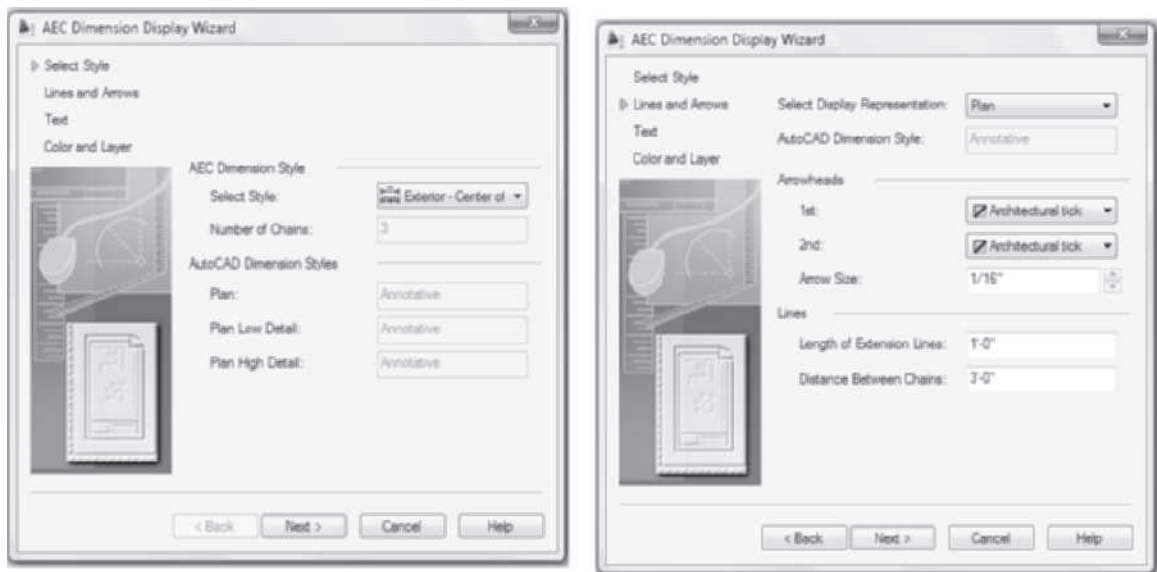 AEC Dimension Display Wizard
Select Style
Lines and Arrows
Text
Color and Layer
AEC Dimension Style
Select Style: Exterior - Center of
Number of Chains: 3
AutoCAD Dimension Styles
Plan: Annotative
Plan Low Detail: Annotative
Plan High Detail: Annotative
< Back Next > Cancel Help
AEC Dimension Display Wizard
Select Style
Lines and Arrows
Text
Color and Layer
Select Display Representation: Plan
AutoCAD Dimension Style: Annotative
Arrowheads
1st: Architectural tick
2nd: Architectural tick
Arrow Size: 1/16"
Lines
Length of Extension Lines: 1'-0"
Distance Between Chains: 3'-0"
< Back Next > Cancel Help